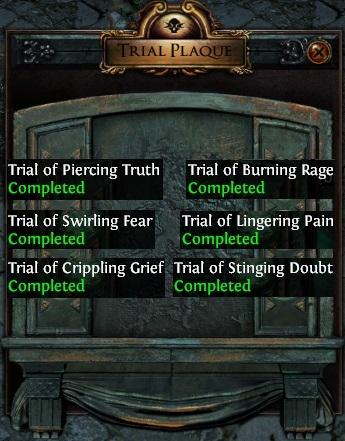 Trial Plaque
Trial of Piercing Truth
Completed
Trial of Burning Rage
Completed
Trial of Swirling Fear
Completed
Trial of Lingering Pain
Completed
Trial of Crippling Grief
Completed
Trial of Stinging Doubt
Completed